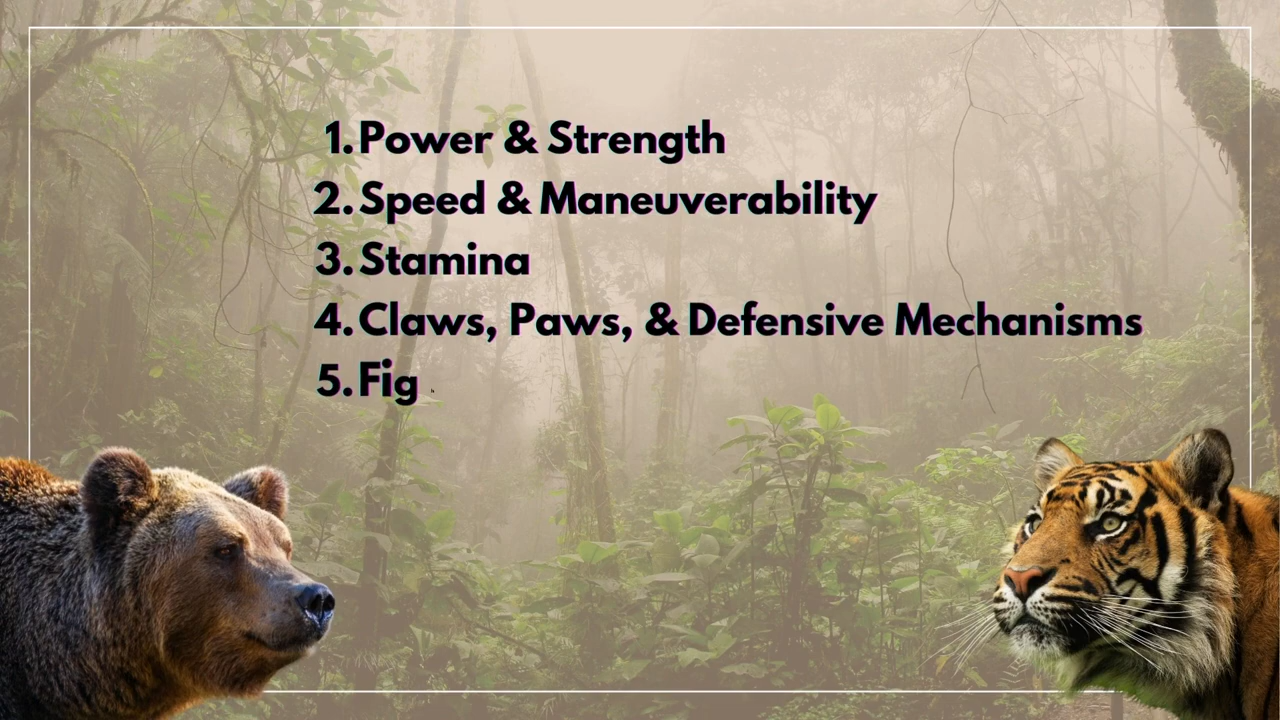 1. Power & Strength
2. Speed & Maneuverability
3. Stamina
4. Claws, Paws, & Defensive Mechanisms
5. Fig